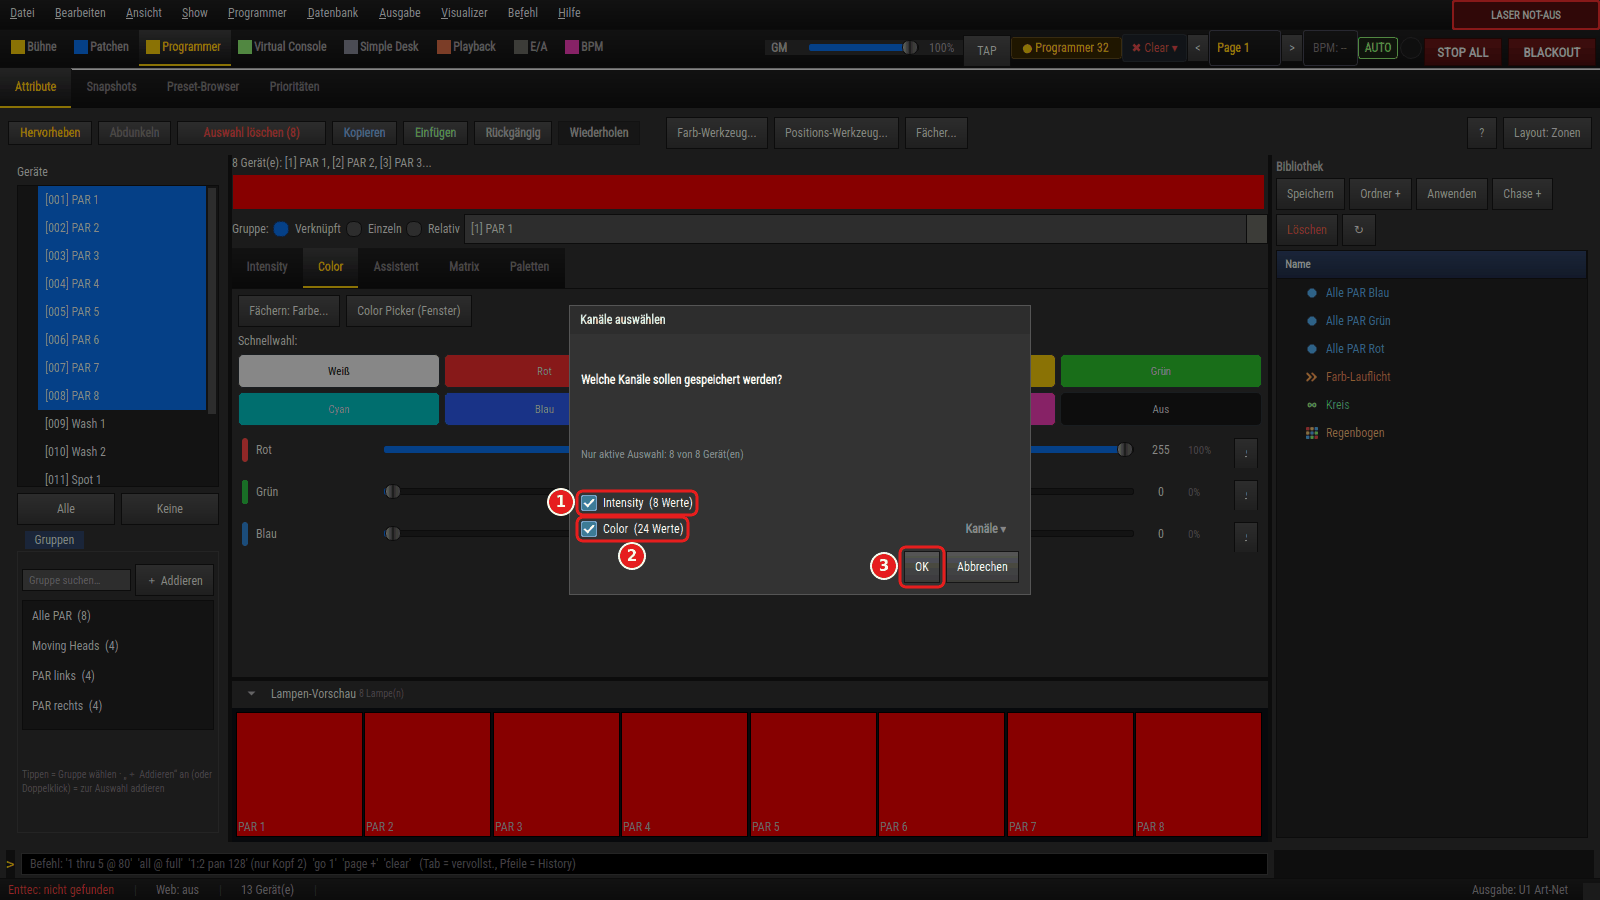 Datei Bearbeiten Ansicht Show Programmer Datenbank Ausgabe Visualizer Befehl Hilfe
LASER NOT-AUS
Bühne Patchen Programmer Virtual Console Simple Desk Playback E/A BPM
GM 100% TAP Programmer 32 ✖ Clear ▾ < Page 1 > BPM: -- AUTO STOP ALL BLACKOUT
Attribute Snapshots Preset-Browser Prioritäten
Hervorheben Abdunkeln Auswahl löschen (8) Kopieren Einfügen Rückgängig Wiederholen Farb-Werkzeug... Positions-Werkzeug... Fächer... ? Layout: Zonen
Geräte
[001] PAR 1
[002] PAR 2
[003] PAR 3
[004] PAR 4
[005] PAR 5
[006] PAR 6
[007] PAR 7
[008] PAR 8
[009] Wash 1
[010] Wash 2
[011] Spot 1
Alle Keine
Gruppen
Gruppe suchen... + Addieren
Alle PAR (8)
Moving Heads (4)
PAR links (4)
PAR rechts (4)
Tippen = Gruppe wählen · „ + Addieren" an (oder
Doppelklick) = zur Auswahl addieren
8 Gerät(e): [1] PAR 1, [2] PAR 2, [3] PAR 3...
Gruppe: Verknüpft Einzeln Relativ [1] PAR 1
Intensity Color Assistent Matrix Paletten
Fächern: Farbe... Color Picker (Fenster)
Schnellwahl:
Weiß Rot Grün
Cyan Blau Aus
Rot 255 100%
Grün 0 0%
Blau 0 0%
Kanäle auswählen
Welche Kanäle sollen gespeichert werden?
Nur aktive Auswahl: 8 von 8 Gerät(en)
1 Intensity (8 Werte)
Color (24 Werte) Kanäle ▾
2
3 OK Abbrechen
Lampen-Vorschau 8 Lampe(n)
PAR 1 PAR 2 PAR 3 PAR 4 PAR 5 PAR 6 PAR 7 PAR 8
Bibliothek
Speichern Ordner + Anwenden Chase +
Löschen ↻
Name
Alle PAR Blau
Alle PAR Grün
Alle PAR Rot
Farb-Lauflicht
Kreis
Regenbogen
> Befehl: '1 thru 5 @ 80' 'all @ full' '1:2 pan 128' (nur Kopf 2) 'go 1' 'page +' 'clear' (Tab = vervollst., Pfeile = History)
Enttec: nicht gefunden Web: aus 13 Gerät(e) Ausgabe: U1 Art-Net